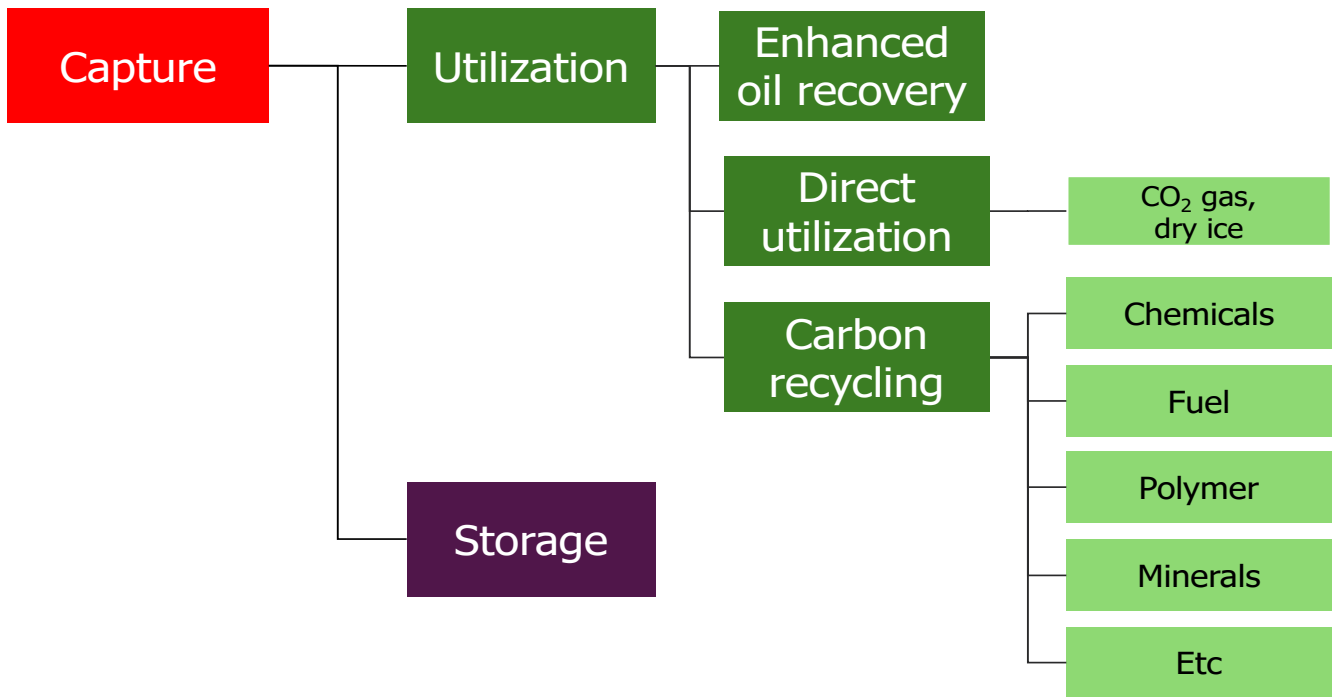 Capture
Utilization
Enhanced
oil recovery
Direct
utilization
CO₂ gas,
dry ice
Carbon
recycling
Chemicals
Fuel
Polymer
Minerals
Etc
Storage